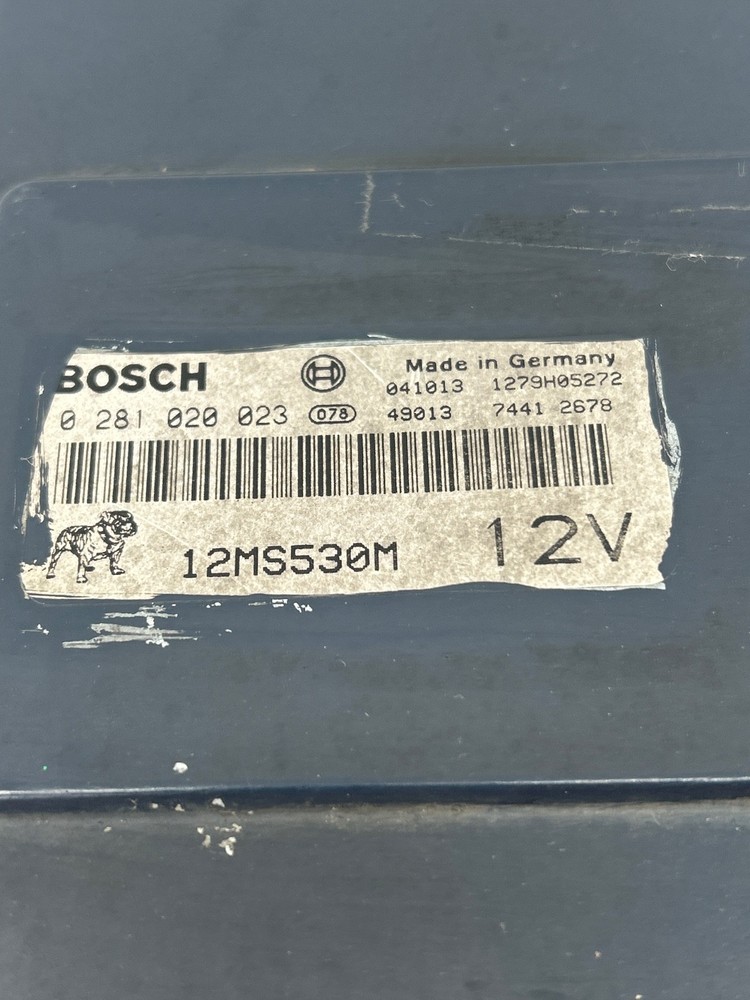 BOSCH
Made in Germany
041013 1279H05272
0 281 020 023 078 49013 7441 2678
12MS530M 12V